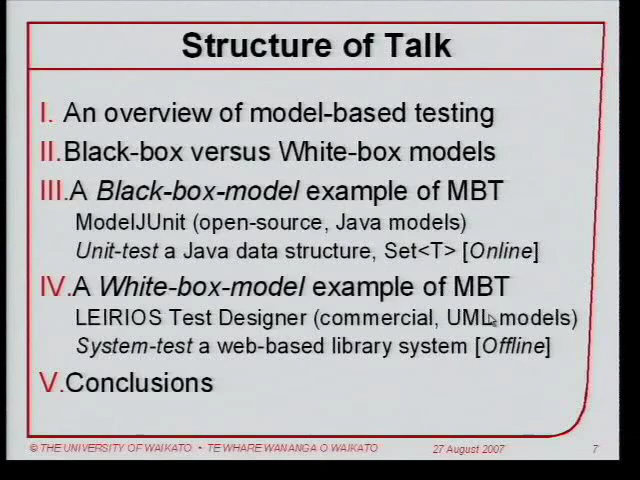 Structure of Talk
I. An overview of model-based testing
II.Black-box versus White-box models
III.A Black-box-model example of MBT
ModelJUnit (open-source, Java models)
Unit-test a Java data structure, Set<T> [Online]
IV.A White-box-model example of MBT
LEIRIOS Test Designer (commercial, UML models)
System-test a web-based library system [Offline]
V.Conclusions
© THE UNIVERSITY OF WAIKATO • TE WHARE WANANGA O WAIKATO 27 August 2007 7